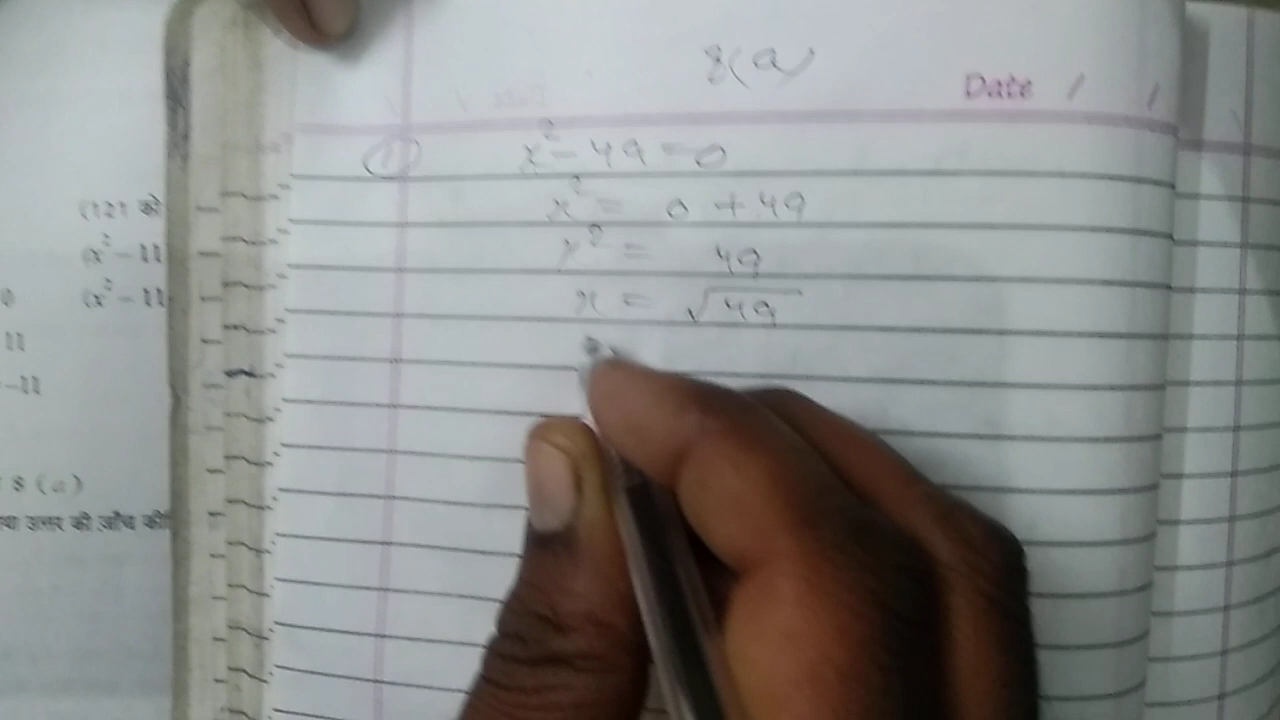 8(a)
Date / /
(1) x² - 49 = 0
x² = 0 + 49
x² = 49
x = √49
(121 को
(x² – 11
0 (x² – 11
11
–11
8 (a)
उत्तर की जाँच की